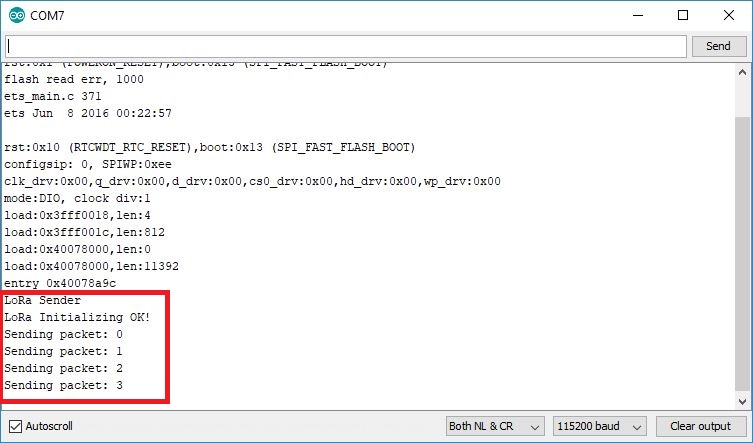 COM7
Send
rst:0x1 (POWERON_RESET),boot:0x13 (SPI_FAST_FLASH_BOOT)
flash read err, 1000
ets_main.c 371
ets Jun  8 2016 00:22:57
rst:0x10 (RTCWDT_RTC_RESET),boot:0x13 (SPI_FAST_FLASH_BOOT)
configsip: 0, SPIWP:0xee
clk_drv:0x00,q_drv:0x00,d_drv:0x00,cs0_drv:0x00,hd_drv:0x00,wp_drv:0x00
mode:DIO, clock div:1
load:0x3fff0018,len:4
load:0x3fff001c,len:812
load:0x40078000,len:0
load:0x40078000,len:11392
entry 0x40078a9c
LoRa Sender
LoRa Initializing OK!
Sending packet: 0
Sending packet: 1
Sending packet: 2
Sending packet: 3
Autoscroll
Both NL & CR
115200 baud
Clear output